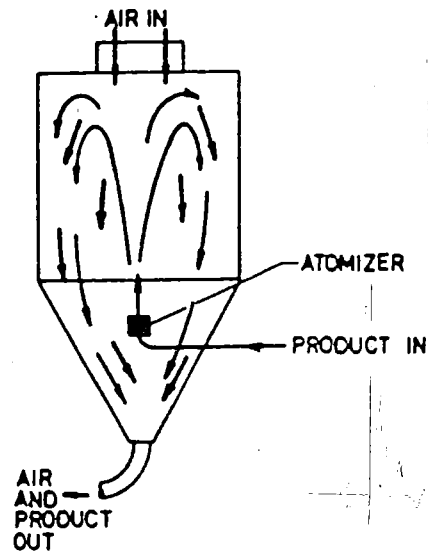 AIR IN
ATOMIZER
PRODUCT IN
AIR
AND
PRODUCT
OUT